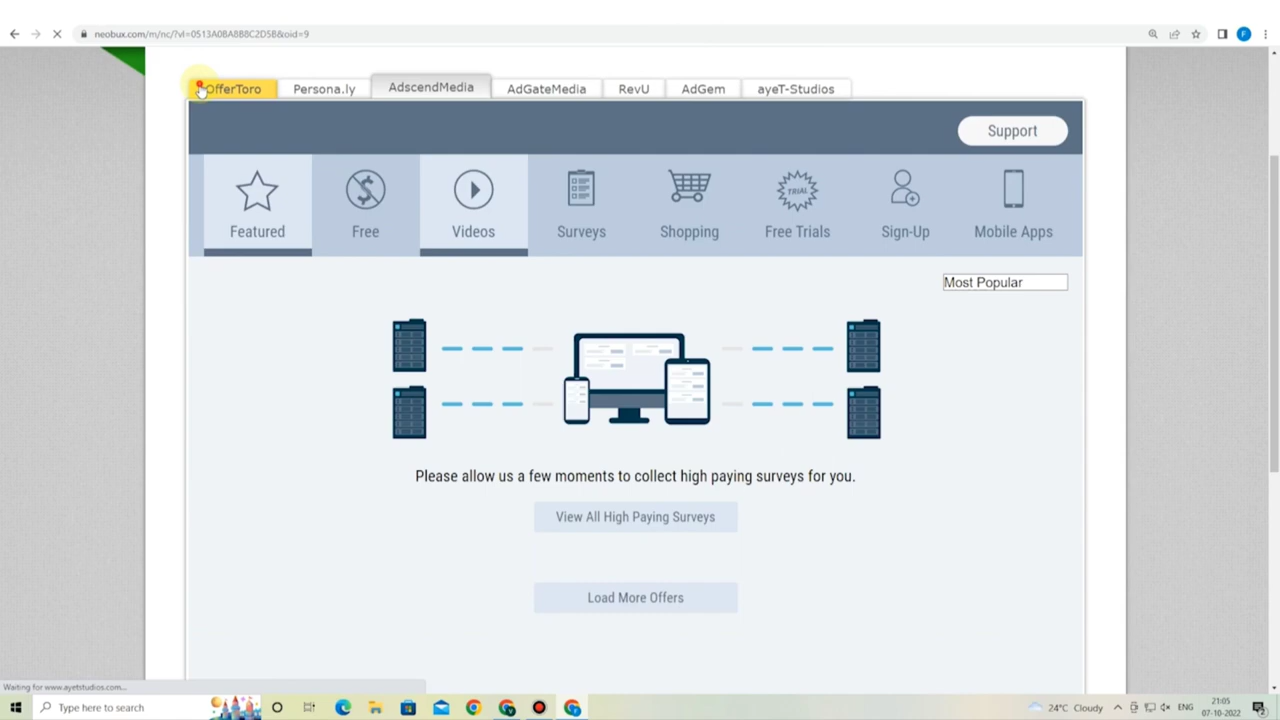 neobux.com/m/nc/?vl=0513A08A8B8C2D5B&oid=9
OfferToro
Persona.ly
AdscendMedia
AdGateMedia
RevU
AdGem
ayeT-Studios
Support
Featured
Free
Videos
Surveys
Shopping
TRIAL
Free Trials
Sign-Up
Mobile Apps
Most Popular
Please allow us a few moments to collect high paying surveys for you.
View All High Paying Surveys
Load More Offers
Waiting for www.ayetstudios.com...
Type here to search
24°C Cloudy
ENG
21:05
07-10-2022